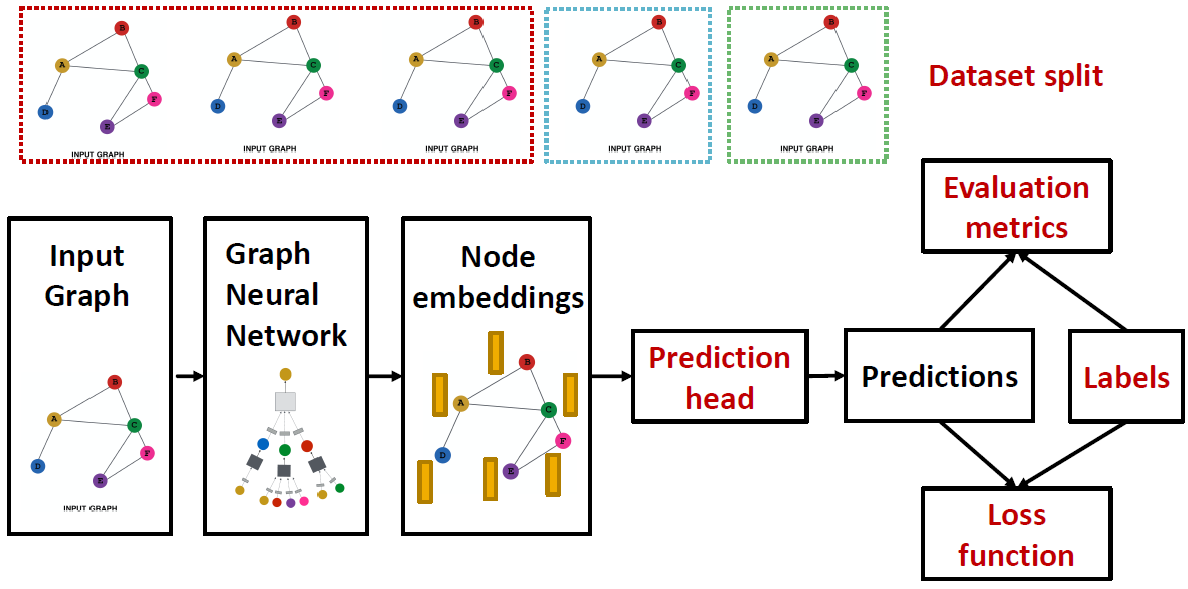 B
A
C
F
D
E
INPUT GRAPH
B
A
C
F
D
E
INPUT GRAPH
B
A
C
F
D
E
INPUT GRAPH
B
A
C
F
D
E
INPUT GRAPH
B
A
C
F
D
E
INPUT GRAPH
Dataset split
Input
Graph
B
A
C
F
D
E
INPUT GRAPH
Graph
Neural
Network
Node
embeddings
B
A
C
F
D
E
Prediction
head
Predictions
Labels
Evaluation
metrics
Loss
function